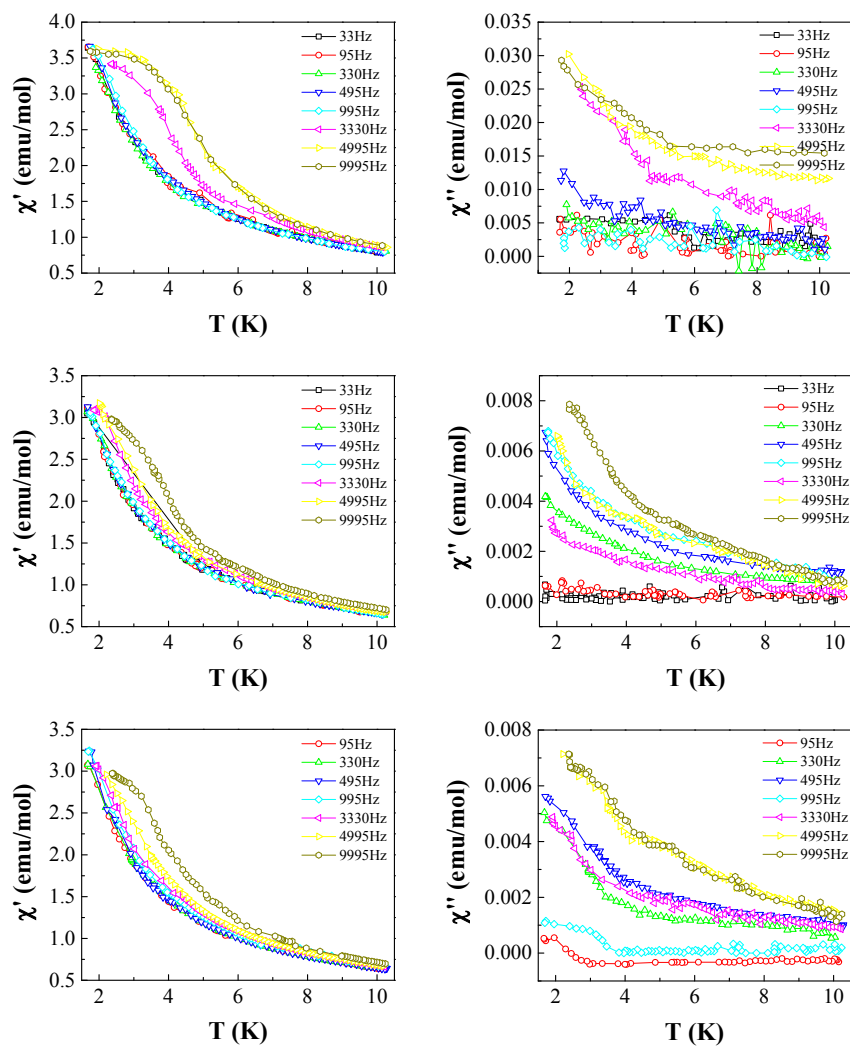 χ' (emu/mol)
4.0
3.5
3.0
2.5
2.0
1.5
1.0
0.5
33Hz
95Hz
330Hz
495Hz
995Hz
3330Hz
4995Hz
9995Hz
2 4 6 8 10
T (K)
χ'' (emu/mol)
0.035
0.030
0.025
0.020
0.015
0.010
0.005
0.000
33Hz
95Hz
330Hz
495Hz
995Hz
3330Hz
4995Hz
9995Hz
2 4 6 8 10
T (K)
χ' (emu/mol)
3.5
3.0
2.5
2.0
1.5
1.0
0.5
33Hz
95Hz
330Hz
495Hz
995Hz
3330Hz
4995Hz
9995Hz
2 4 6 8 10
T (K)
χ'' (emu/mol)
0.008
0.006
0.004
0.002
0.000
33Hz
95Hz
330Hz
495Hz
995Hz
3330Hz
4995Hz
9995Hz
2 4 6 8 10
T (K)
χ' (emu/mol)
3.5
3.0
2.5
2.0
1.5
1.0
0.5
95Hz
330Hz
495Hz
995Hz
3330Hz
4995Hz
9995Hz
2 4 6 8 10
T (K)
χ'' (emu/mol)
0.008
0.006
0.004
0.002
0.000
95Hz
330Hz
495Hz
995Hz
3330Hz
4995Hz
9995Hz
2 4 6 8 10
T (K)